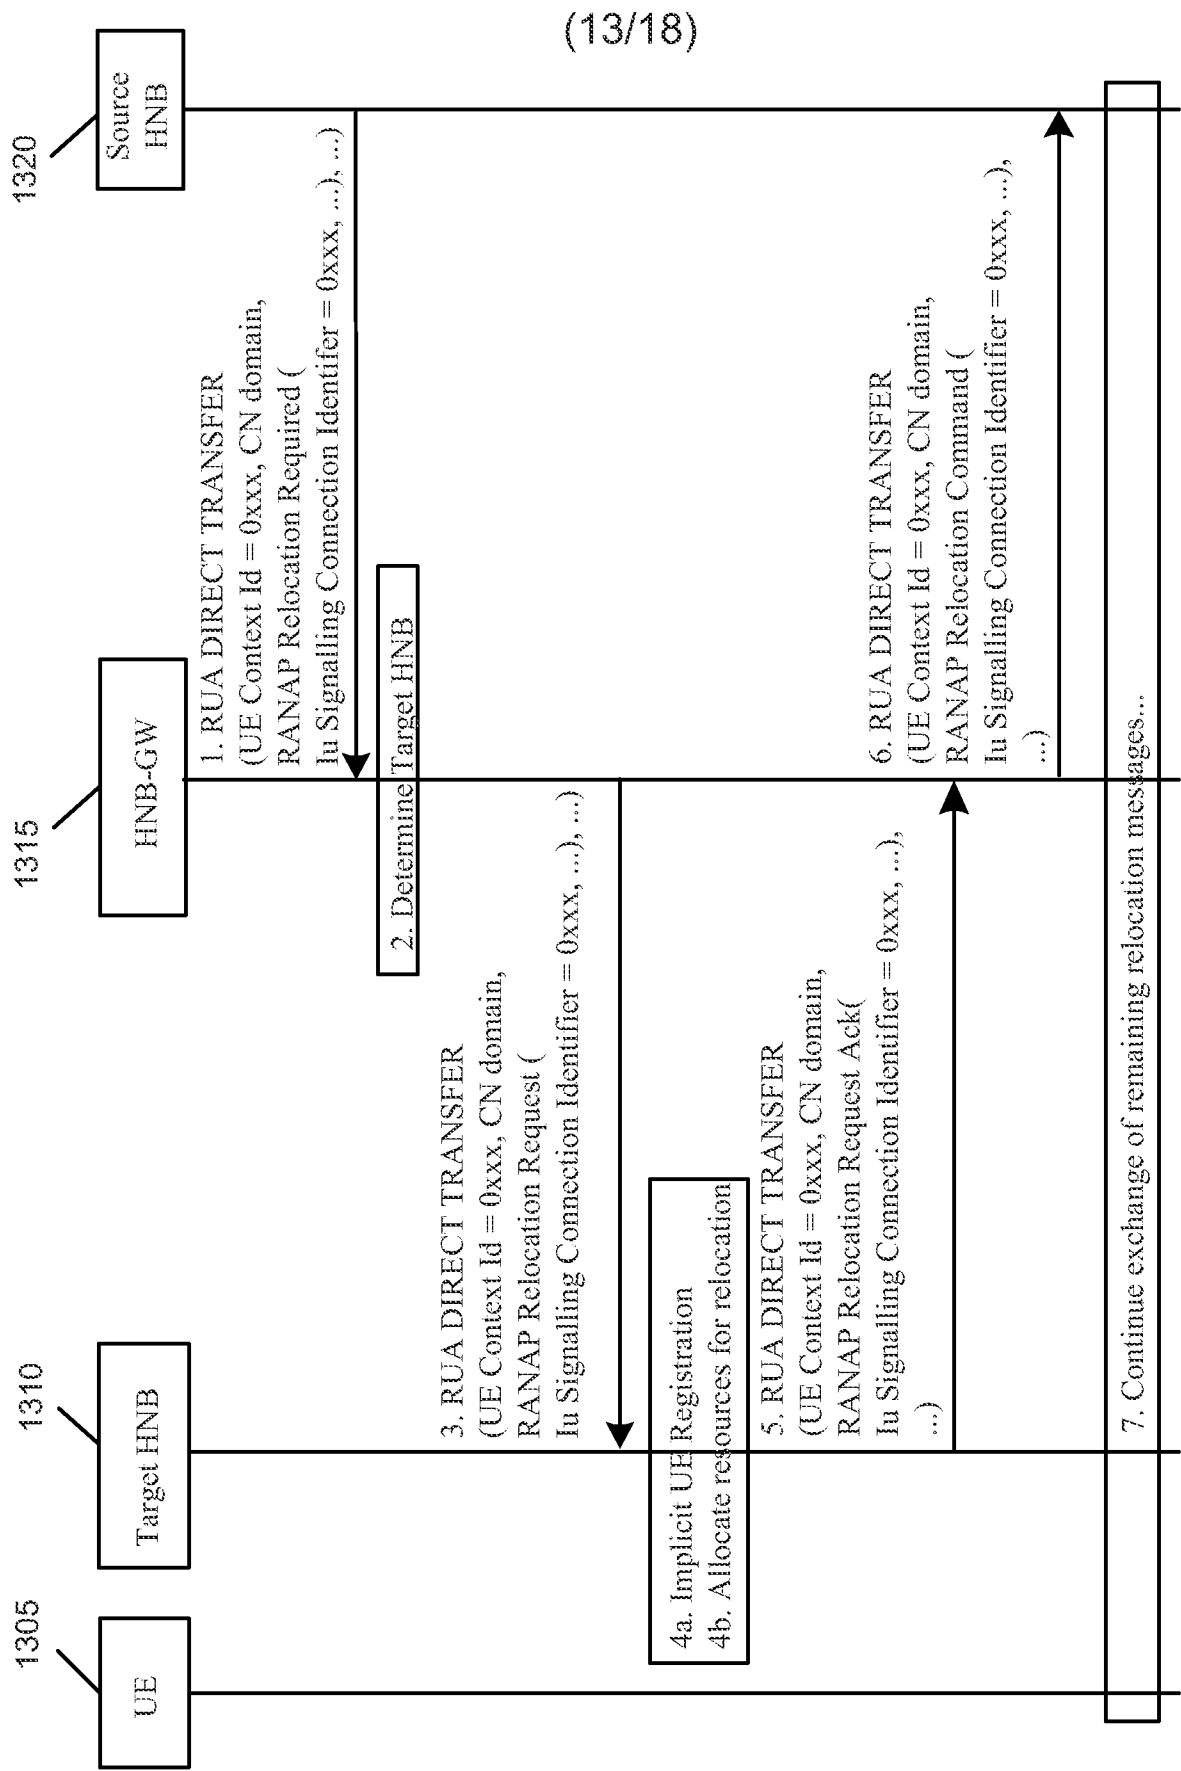 (13/18)
1305
1310
1315
1320
UE
Target HNB
HNB-GW
Source
HNB
1. RUA DIRECT TRANSFER
(UE Context Id = 0xxx, CN domain,
RANAP Relocation Required (
Iu Signalling Connection Identifer = 0xxx, ...), ...)
2. Determine Target HNB
3. RUA DIRECT TRANSFER
(UE Context Id = 0xxx, CN domain,
RANAP Relocation Request (
Iu Signalling Connection Identifier = 0xxx, ...), ...)
4a. Implicit UE Registration
4b. Allocate resources for relocation
5. RUA DIRECT TRANSFER
(UE Context Id = 0xxx, CN domain,
RANAP Relocation Request Ack(
Iu Signalling Connection Identifier = 0xxx, ...),
...)
6. RUA DIRECT TRANSFER
(UE Context Id = 0xxx, CN domain,
RANAP Relocation Command (
Iu Signalling Connection Identifier = 0xxx, ...),
...)
7. Continue exchange of remaining relocation messages...